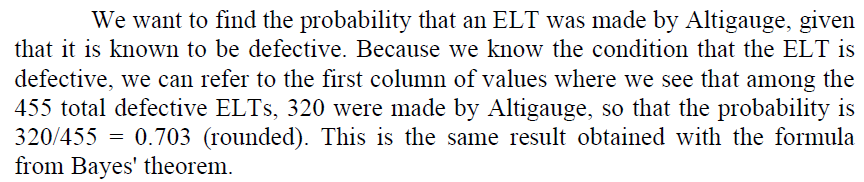 We want to find the probability that an ELT was made by Altigauge, given
that it is known to be defective. Because we know the condition that the ELT is
defective, we can refer to the first column of values where we see that among the
455 total defective ELTs, 320 were made by Altigauge, so that the probability is
320/455 = 0.703 (rounded). This is the same result obtained with the formula
from Bayes' theorem.